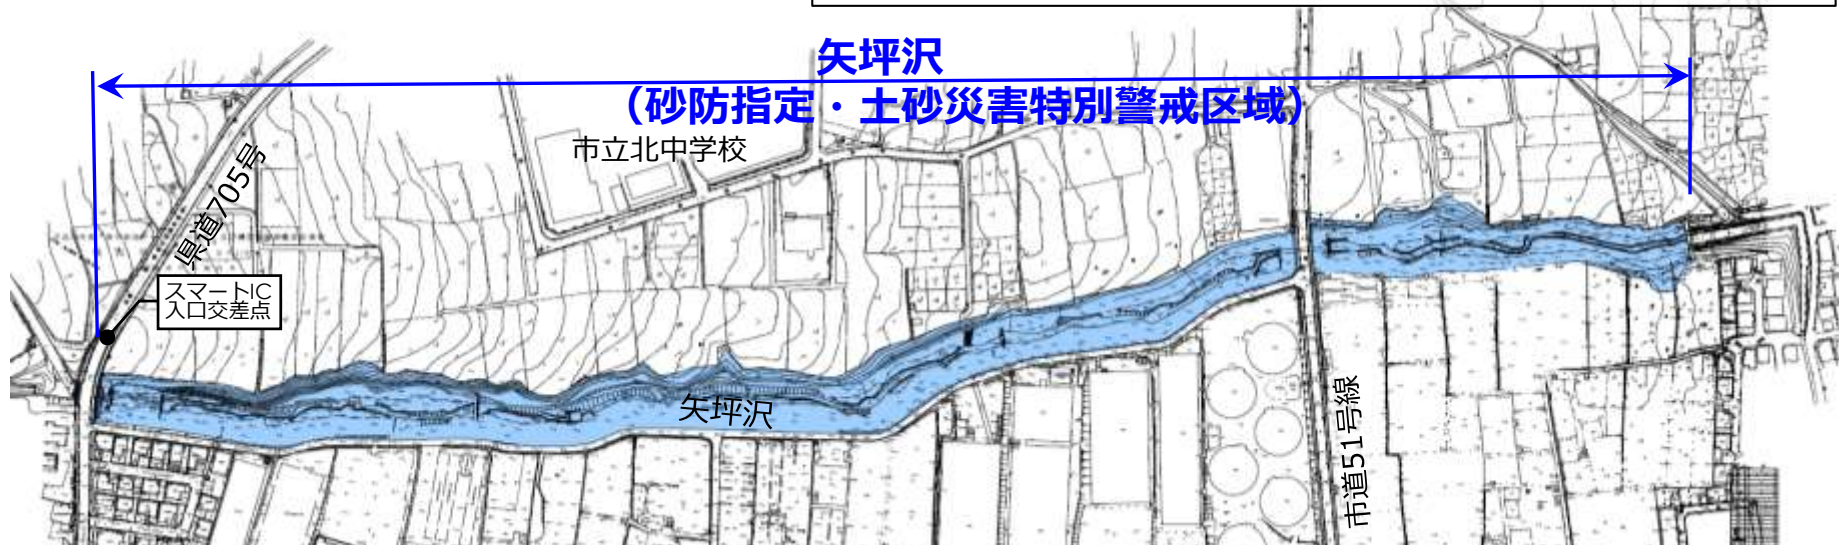 矢坪沢
（砂防指定・土砂災害特別警戒区域）
市立北中学校
県道705号
スマートIC
入口交差点
矢坪沢
市道51号線